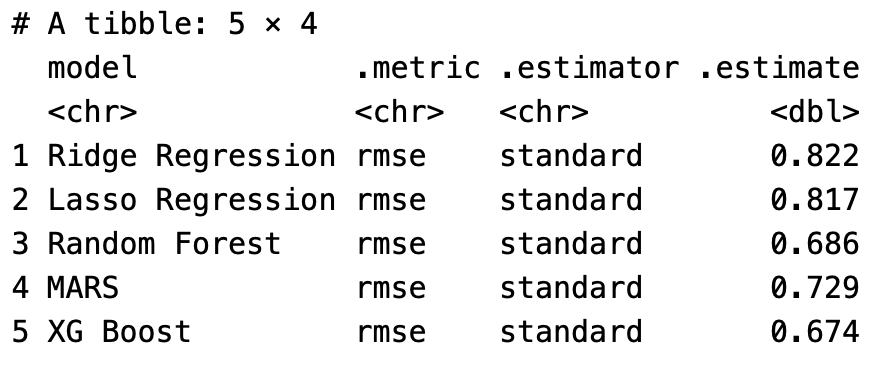 # A tibble: 5 × 4
model .metric .estimator .estimate
<chr> <chr> <chr> <dbl>
1 Ridge Regression rmse standard 0.822
2 Lasso Regression rmse standard 0.817
3 Random Forest rmse standard 0.686
4 MARS rmse standard 0.729
5 XG Boost rmse standard 0.674